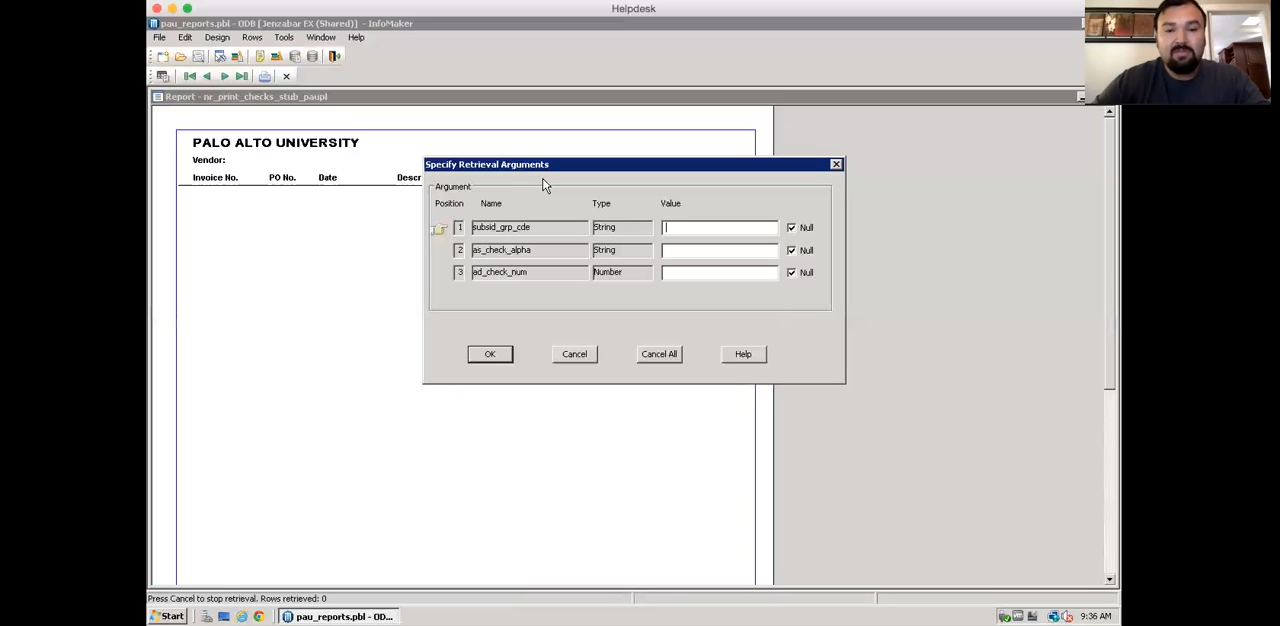 Helpdesk
pau_reports.pbl - ODB [Jenzabar EX (Shared)] - InfoMaker
File Edit Design Rows Tools Window Help
Report - nr_print_checks_stub_paupl
PALO ALTO UNIVERSITY
Vendor:
Invoice No. PO No. Date Descr
Specify Retrieval Arguments
Argument
Position Name Type Value
1 subsid_grp_cde String Null
2 as_check_alpha String Null
3 ad_check_num Number Null
OK Cancel Cancel All Help
Press Cancel to stop retrieval. Rows retrieved: 0
Start pau_reports.pbl - OD... 9:36 AM